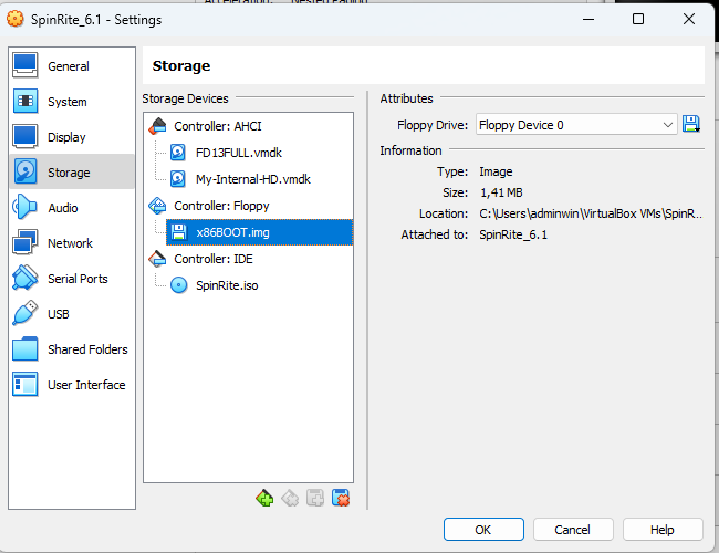 SpinRite_6.1 - Settings
General
System
Display
Storage
Audio
Network
Serial Ports
USB
Shared Folders
User Interface
Storage
Storage Devices
Controller: AHCI
FD13FULL.vmdk
My-Internal-HD.vmdk
Controller: Floppy
x86BOOT.img
Controller: IDE
SpinRite.iso
Attributes
Floppy Drive: Floppy Device 0
Information
Type: Image
Size: 1,41 MB
Location: C:\Users\adminwin\VirtualBox VMs\SpinR...
Attached to: SpinRite_6.1
OK Cancel Help